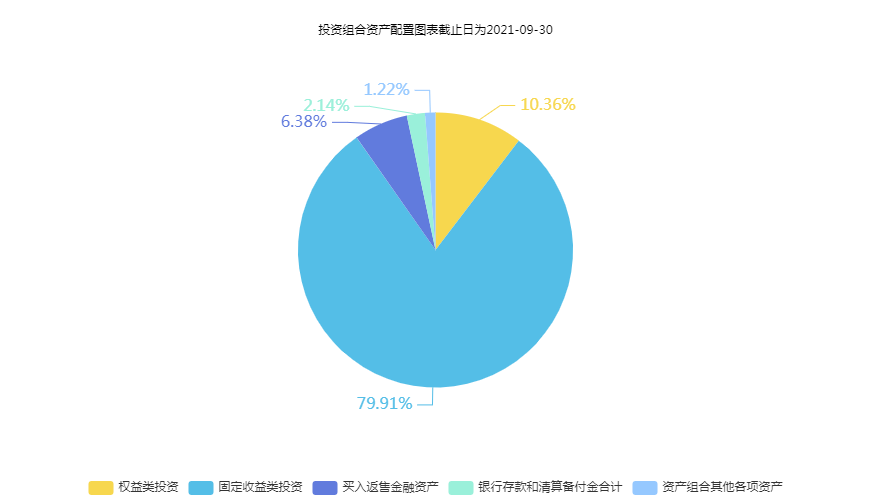 投资组合资产配置图表截止日为2021-09-30
1.22%
2.14%
10.36%
6.38%
79.91%
权益类投资 固定收益类投资 买入返售金融资产 银行存款和清算备付金合计 资产组合其他各项资产